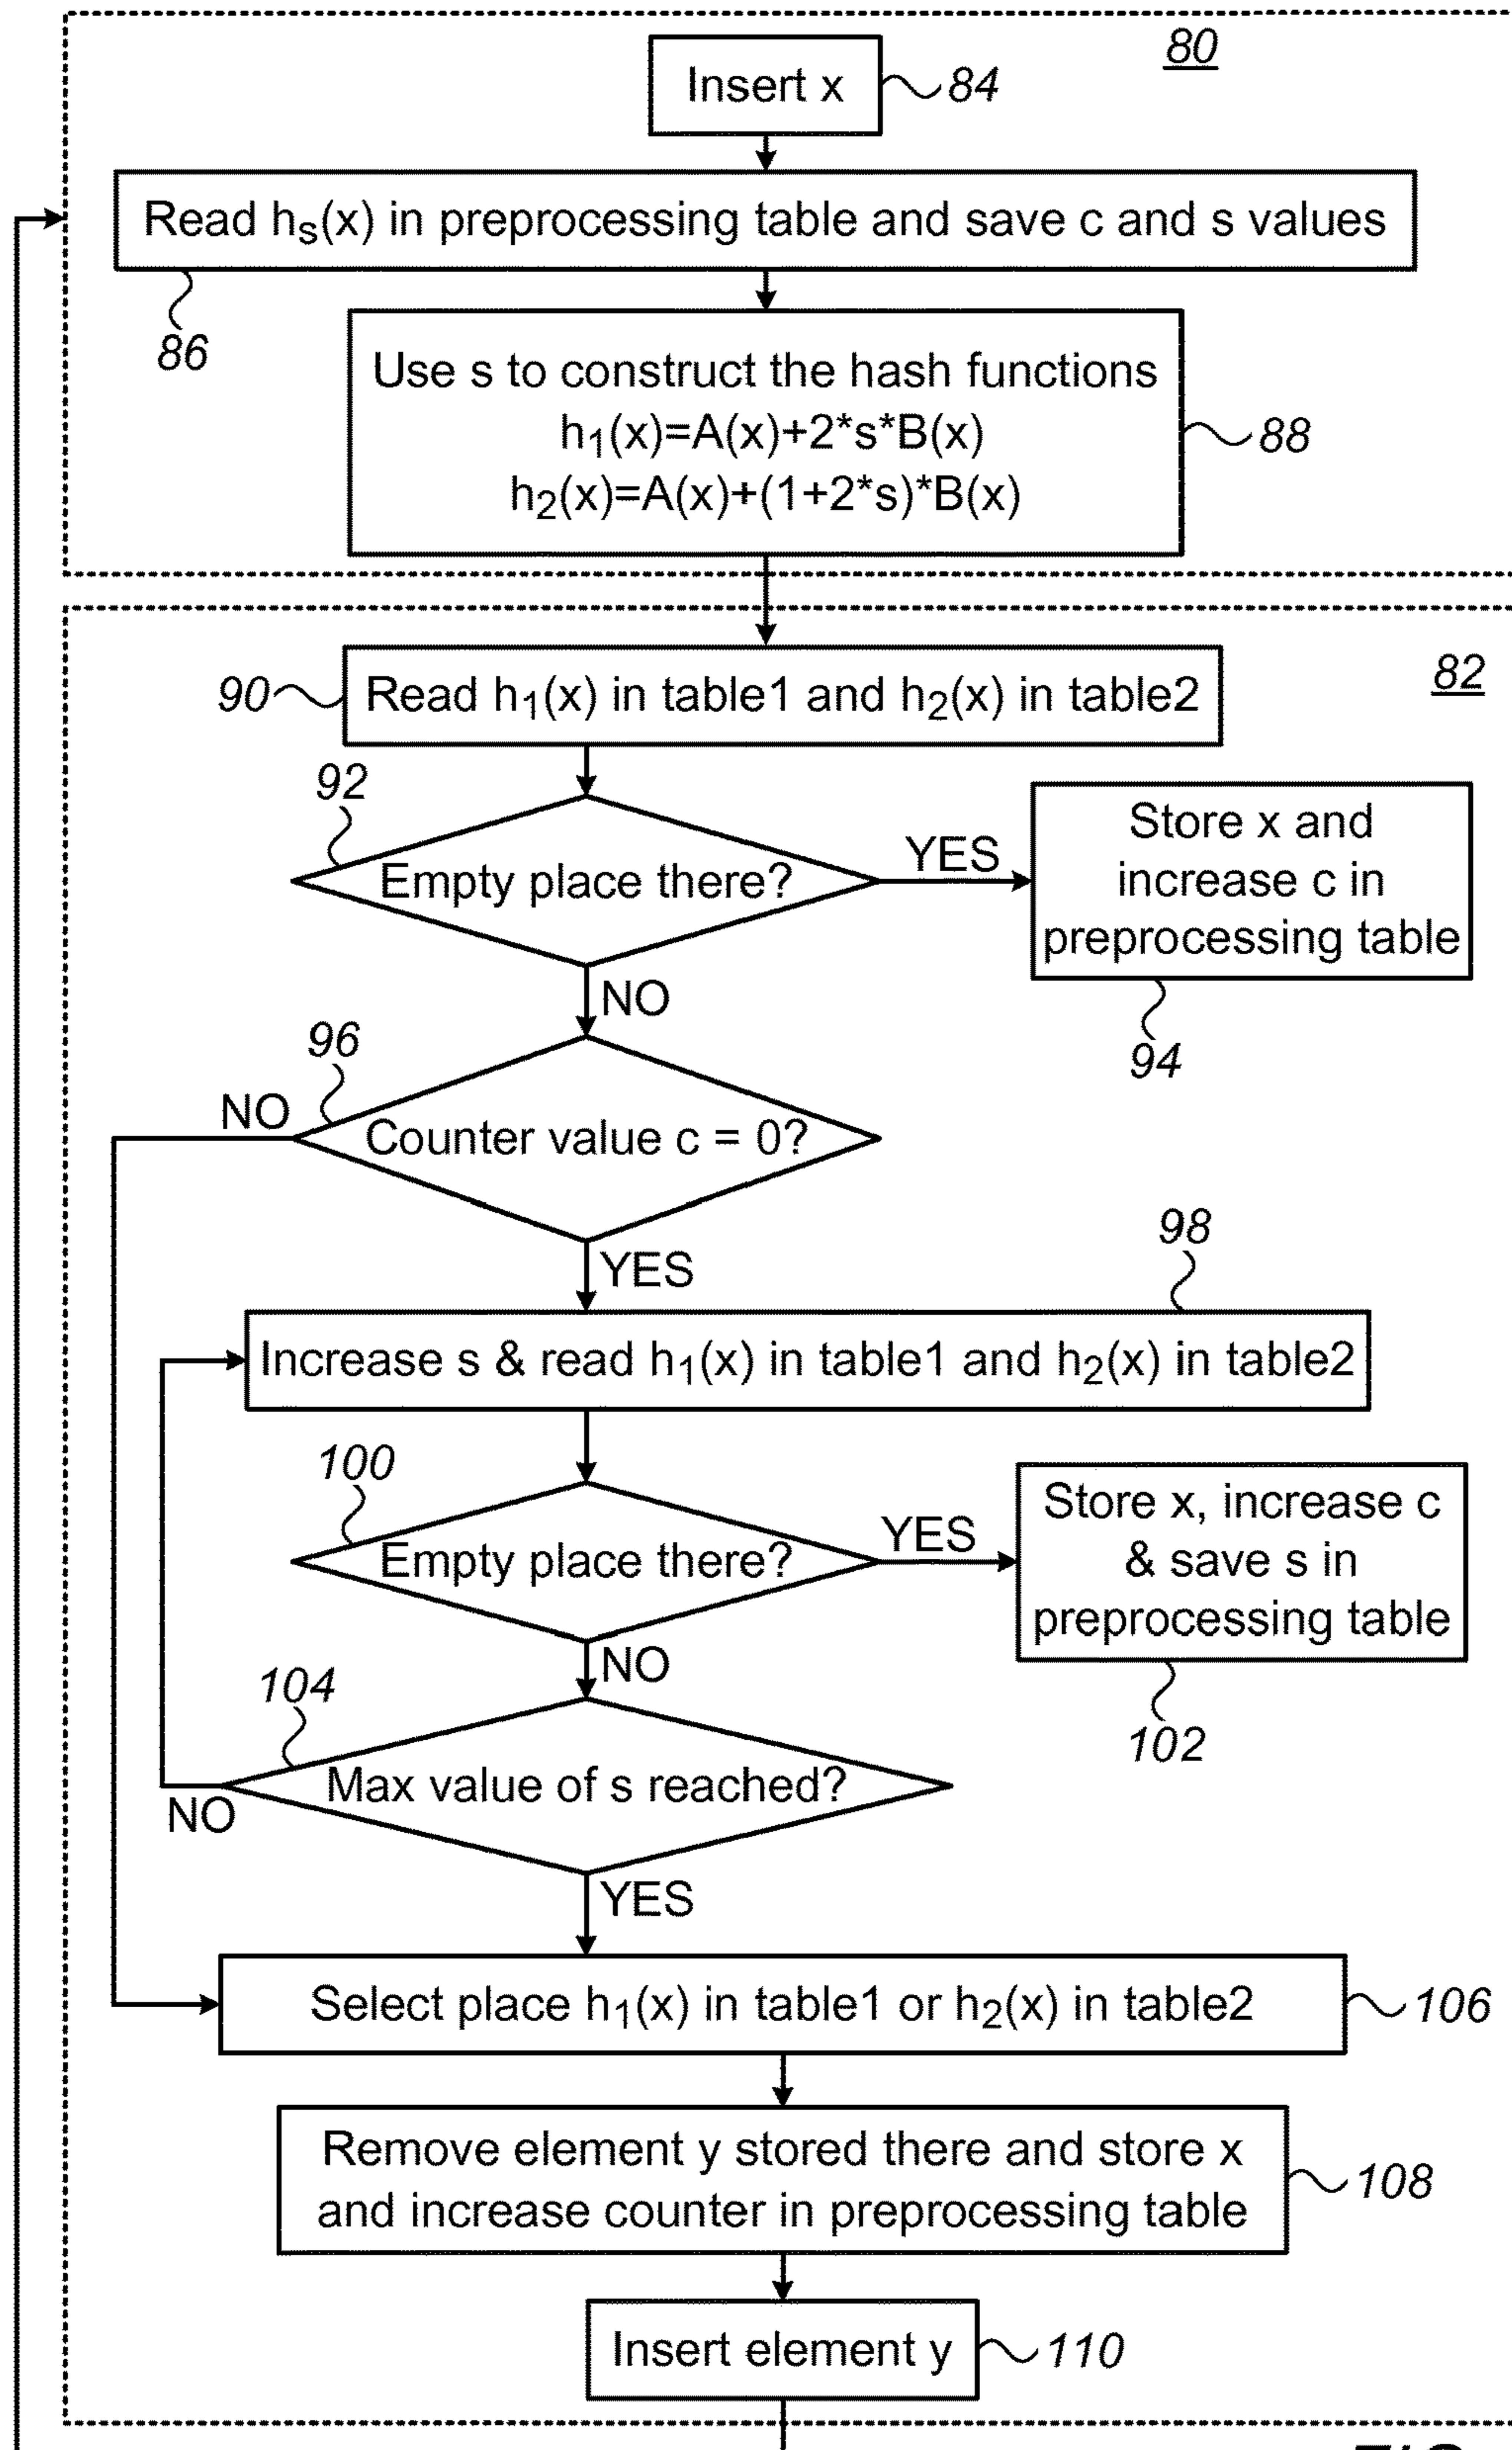 80
Insert x
84
Read hs(x) in preprocessing table and save c and s values
86
Use s to construct the hash functions
h1(x)=A(x)+2*s*B(x)
h2(x)=A(x)+(1+2*s)*B(x)
88
82
90
Read h1(x) in table1 and h2(x) in table2
92
Empty place there?
YES
Store x and
increase c in
preprocessing table
94
NO
96
NO
Counter value c = 0?
YES
98
Increase s & read h1(x) in table1 and h2(x) in table2
100
Empty place there?
YES
Store x, increase c
& save s in
preprocessing table
102
NO
104
Max value of s reached?
NO
YES
Select place h1(x) in table1 or h2(x) in table2
106
Remove element y stored there and store x
and increase counter in preprocessing table
108
Insert element y
110